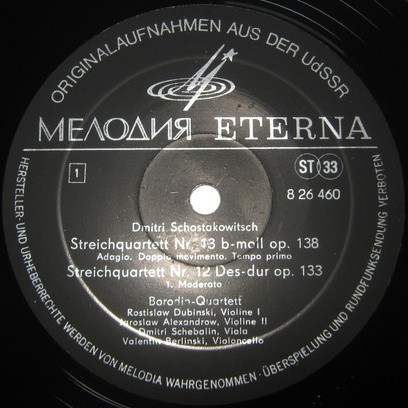 ORIGINALAUFNAHMEN AUS DER UdSSR
МЕЛОДИЯ ETERNA
1
ST 33
8 26 460
Dmitri Schostakowitsch
Streichquartett Nr. 13 b-moll op. 138
Adagio. Doppio movimento. Tempo primo
Streichquartett Nr. 12 Des-dur op. 133
1. Moderato
Borodin-Quartett
Rostislaw Dubinski, Violine I
Jaroslaw Alexandrow, Violine II
Dmitri Schebalin, Viola
Valentin Berlinski, Violoncello
HERSTELLER- UND URHEBERRECHTE WERDEN VON MELODIA WAHRGENOMMEN · ÜBERSPIELUNG UND RUNDFUNKSENDUNG VERBOTEN